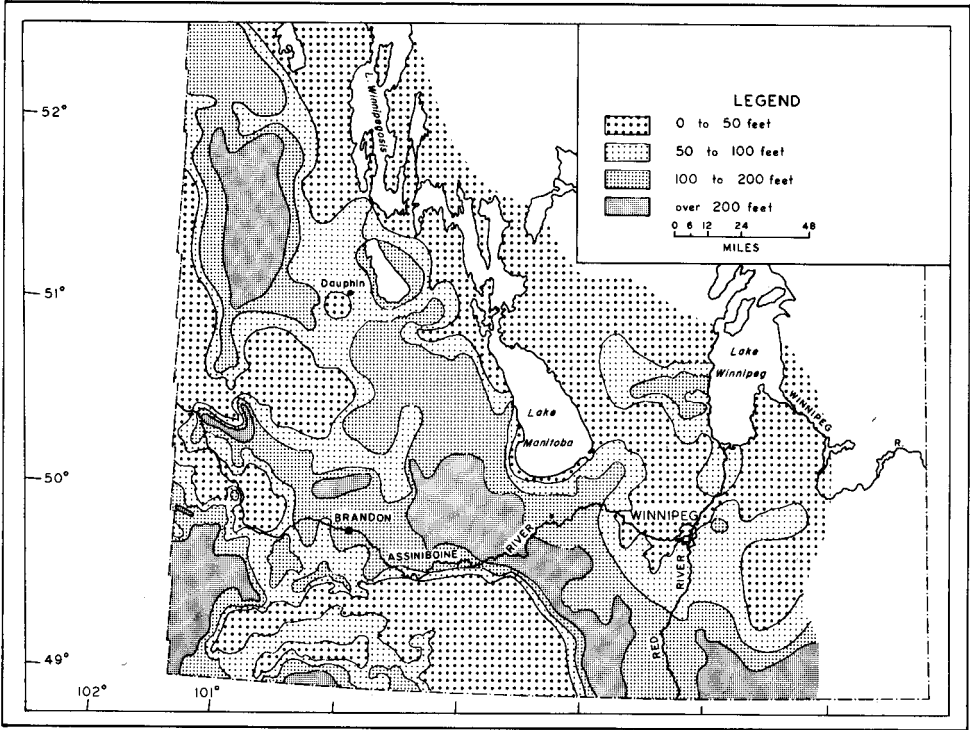 LEGEND
0 to 50 feet
50 to 100 feet
100 to 200 feet
over 200 feet
0 6 12 24 48
MILES
52°
51°
50°
49°
102°
101°
L. Winnipegosis
Dauphin
Lake
Winnipeg
WINNIPEG
R.
Lake
Manitoba
WINNIPEG
BRANDON
ASSINIBOINE
RIVER
RED
RIVER